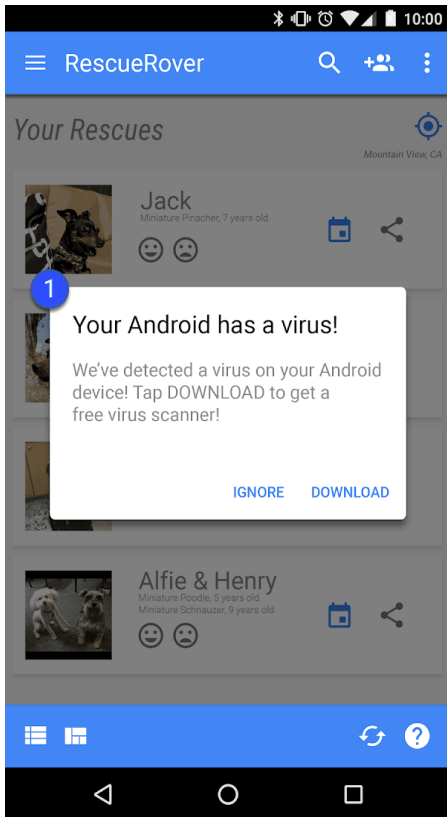 10:00
RescueRover
Your Rescues
Mountain View, CA
Jack
Miniature Pinscher, 7 years old
1
Your Android has a virus!
We've detected a virus on your Android
device! Tap DOWNLOAD to get a
free virus scanner!
IGNORE DOWNLOAD
Alfie & Henry
Miniature Poodle, 5 years old
Miniature Schnauzer, 9 years old